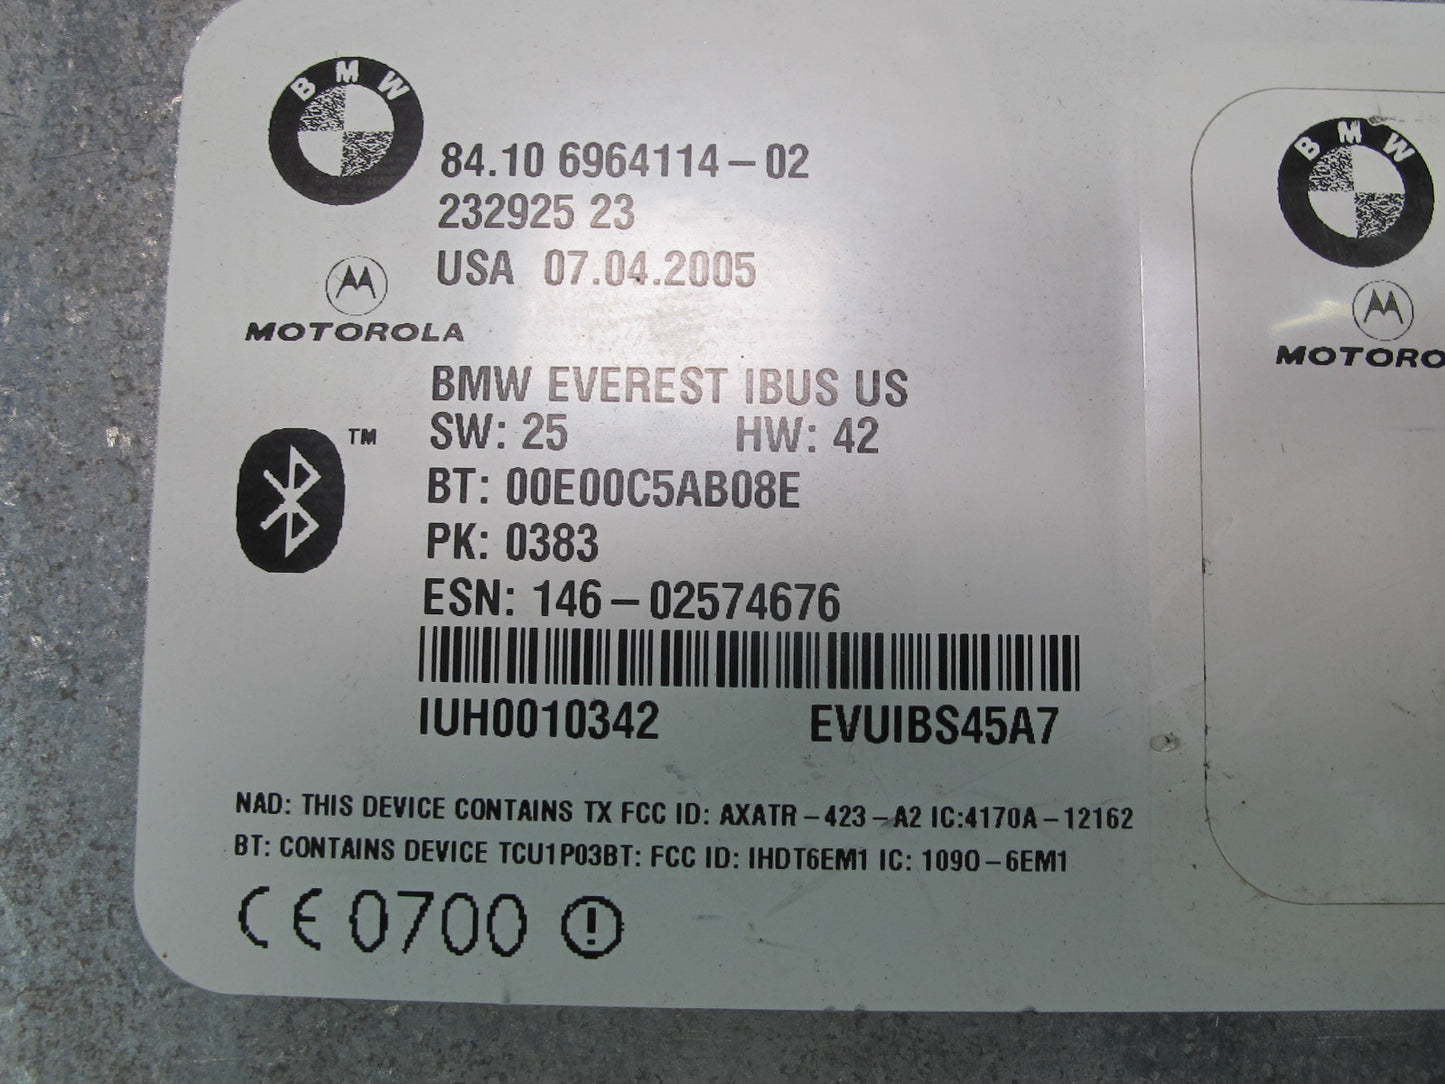 BMW
84.10 6964114-02
232925 23
USA 07.04.2005
MOTOROLA
BMW EVEREST IBUS US
SW: 25 HW: 42
TM
BT: 00E00C5AB08E
PK: 0383
ESN: 146-02574676
IUH0010342 EVUIBS45A7
NAD: THIS DEVICE CONTAINS TX FCC ID: AXATR-423-A2 IC:4170A-12162
BT: CONTAINS DEVICE TCU1P03BT: FCC ID: IHDT6EM1 IC: 1090-6EM1
CE 0700 !
BMW
MOTORO